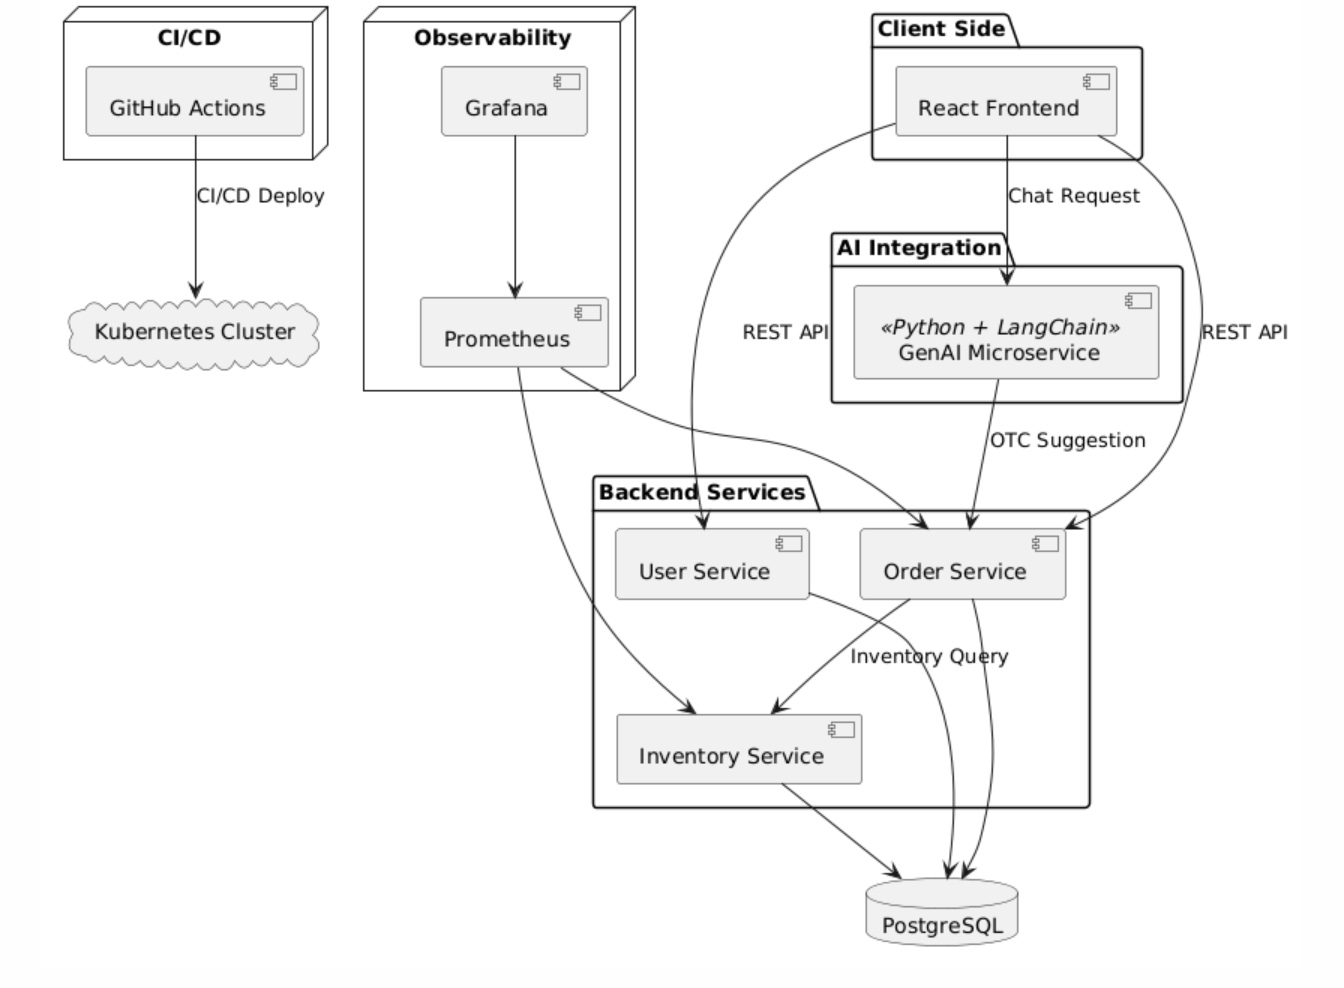 CI/CD
Observability
Client Side
GitHub Actions
Grafana
React Frontend
CI/CD Deploy
Chat Request
AI Integration
Kubernetes Cluster
Prometheus
REST API
«Python + LangChain»
GenAI Microservice
REST API
OTC Suggestion
Backend Services
User Service
Order Service
Inventory Query
Inventory Service
PostgreSQL